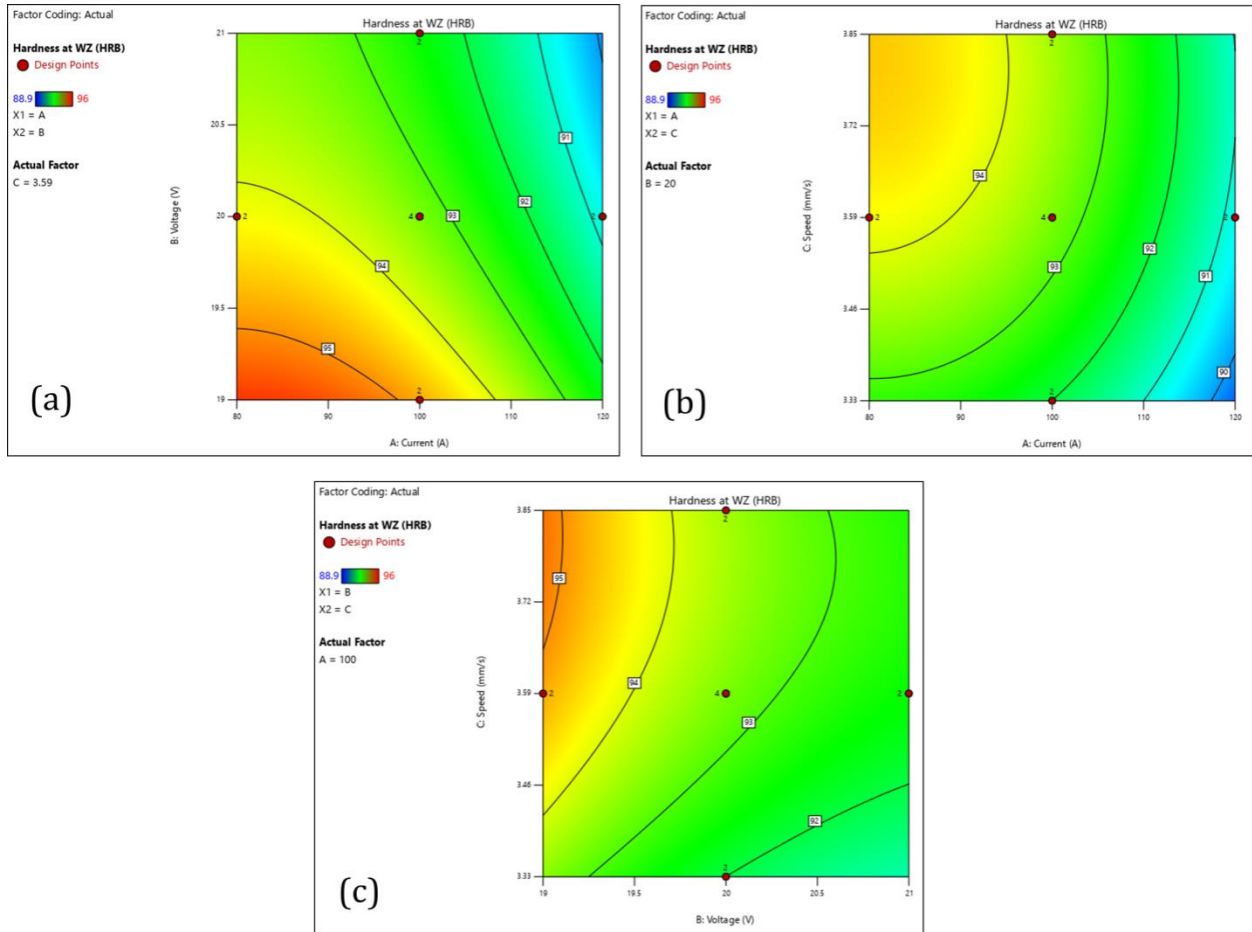 Factor Coding: Actual
Hardness at WZ (HRB)
Design Points
88.9 96
X1 = A
X2 = B
Actual Factor
C = 3.59
Hardness at WZ (HRB)
B: Voltage (V)
21
20.5
20
19.5
19
2
91
2
4
93
92
2
94
95
2
80
90
100
110
120
A: Current (A)
(a)
Factor Coding: Actual
Hardness at WZ (HRB)
Design Points
88.9 96
X1 = A
X2 = C
Actual Factor
B = 20
Hardness at WZ (HRB)
C: Speed (mm/s)
3.85
3.72
3.59
3.46
3.33
2
94
2
4
2
92
93
91
90
2
80
90
100
110
120
A: Current (A)
(b)
Factor Coding: Actual
Hardness at WZ (HRB)
Design Points
88.9 96
X1 = B
X2 = C
Actual Factor
A = 100
Hardness at WZ (HRB)
C: Speed (mm/s)
3.85
3.72
3.59
3.46
3.33
2
95
94
2
4
2
93
92
2
19
19.5
20
20.5
21
B: Voltage (V)
(c)